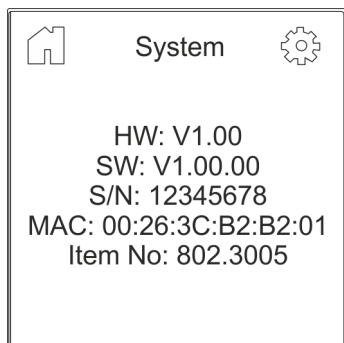 System
HW: V1.00
SW: V1.00.00
S/N: 12345678
MAC: 00:26:3C:B2:B2:01
Item No: 802.3005